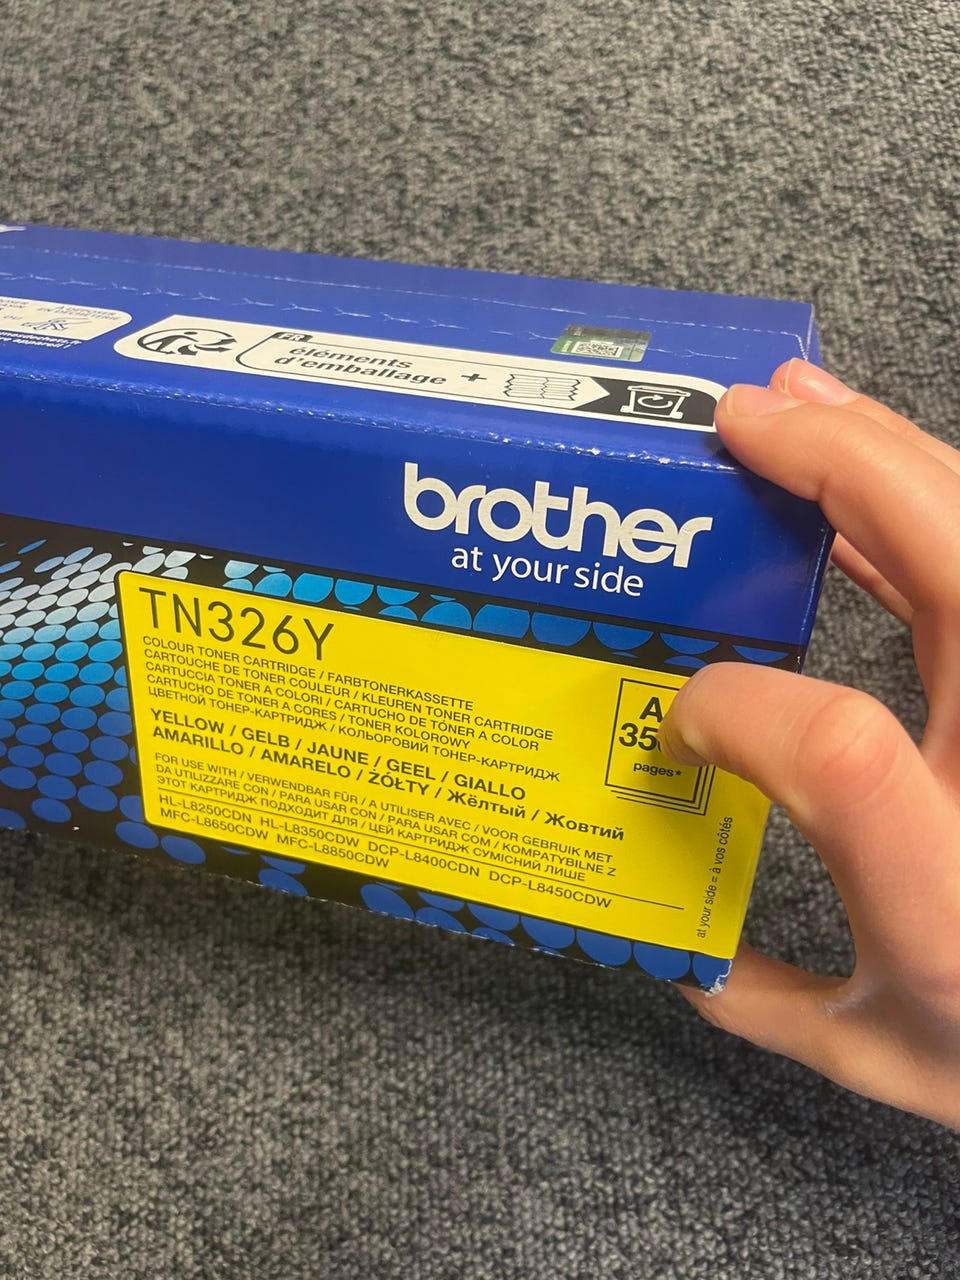 FR
éléments
d'emballage +
brother
at your side
TN326Y
COLOUR TONER CARTRIDGE / FARBTONERKASSETTE
CARTOUCHE DE TONER COULEUR / KLEUREN TONER CARTRIDGE
CARTUCCIA TONER A COLORI / CARTUCHO DE TÓNER A COLOR
CARTUCHO DE TONER A CORES / TONER KOLOROWY
ЦВЕТНОЙ ТОНЕР-КАРТРИДЖ / КОЛЬОРОВИЙ ТОНЕР-КАРТРИДЖ
YELLOW / GELB / JAUNE / GEEL / GIALLO
AMARILLO / AMARELO / ŻÓŁTY / Жёлтый / Жовтий
FOR USE WITH / VERWENDBAR FÜR / A UTILISER AVEC / VOOR GEBRUIK MET
DA UTILIZZARE CON / PARA USAR CON / PARA USAR COM / KOMPATYBILNE Z
ЭТОТ КАРТРИДЖ ПОДХОДИТ ДЛЯ / ЦЕЙ КАРТРИДЖ СУМІСНИЙ ЛИШЕ
HL-L8250CDN HL-L8350CDW DCP-L8400CDN DCP-L8450CDW
MFC-L8650CDW MFC-L8850CDW
pages*
at your side = à vos côtés